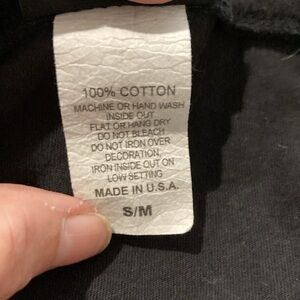 100% COTTON
MACHINE OR HAND WASH
INSIDE OUT
FLAT OR HANG DRY
DO NOT BLEACH
DO NOT IRON OVER
DECORATION,
IRON INSIDE OUT ON
LOW SETTING
MADE IN U.S.A.
S/M